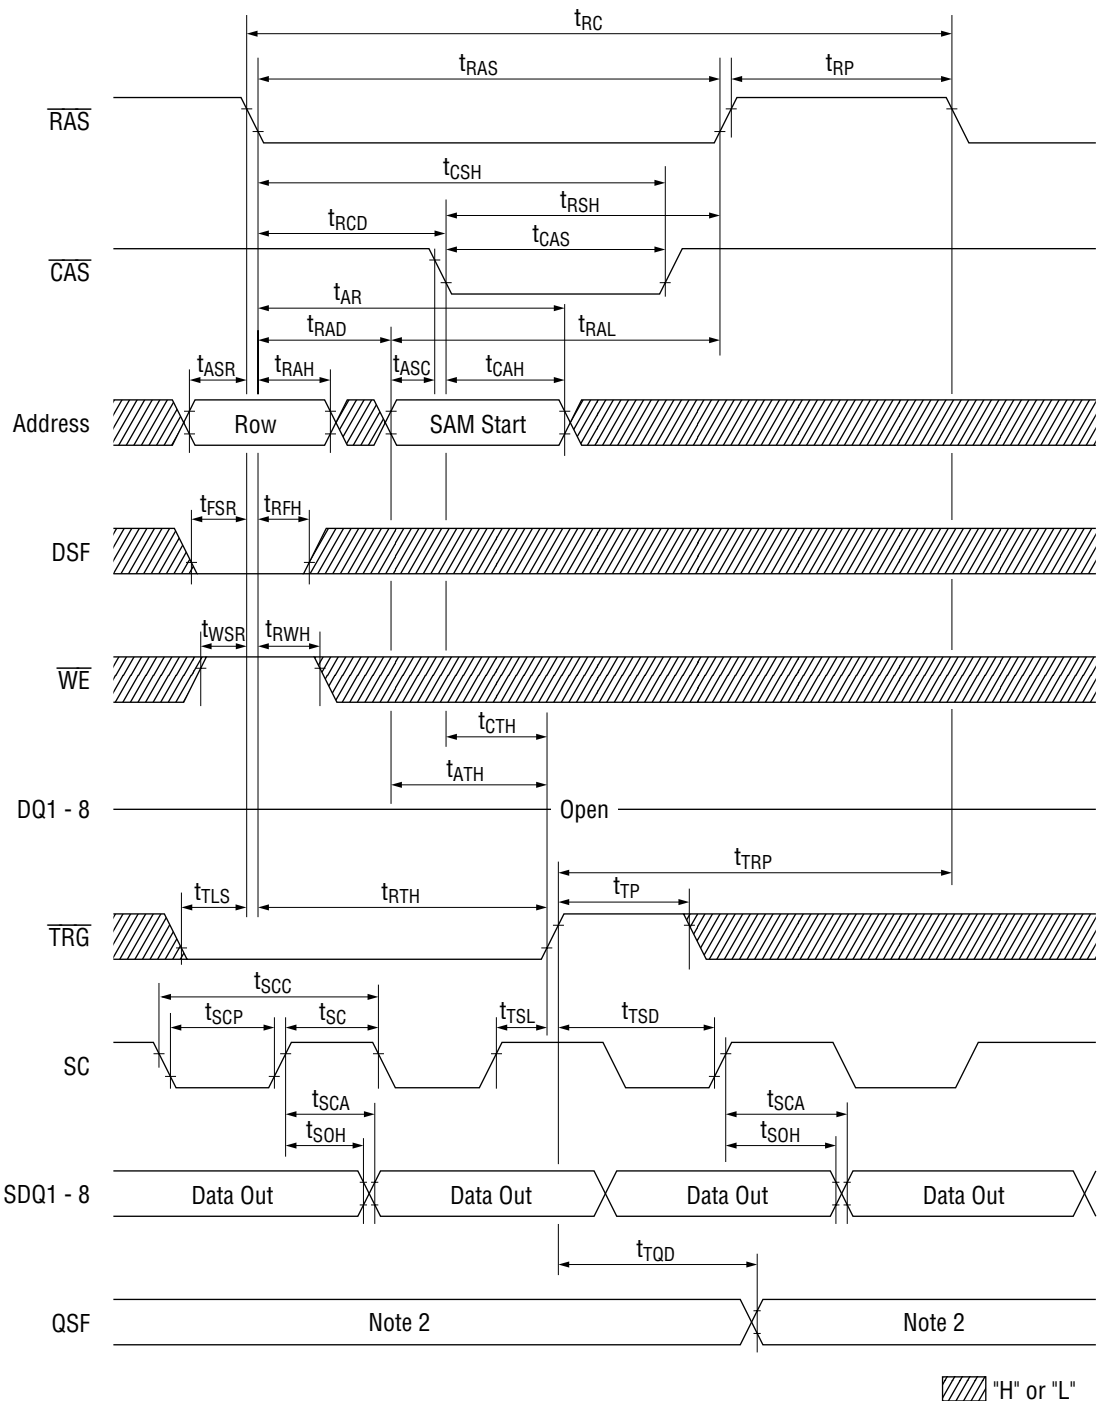 tRC
tRAS tRP
RAS
tCSH
tRSH
tRCD
tCAS
CAS
tAR
tRAD tRAL
tASR tRAH tASC tCAH
Address Row SAM Start
tFSR tRFH
DSF
tWSR tRWH
WE
tCTH
tATH
DQ1 - 8 Open
tTRP
tTLS tRTH tTP
TRG
tSCC
tSCP tSC tTSL tTSD
SC
tSCA tSCA
tSOH tSOH
SDQ1 - 8 Data Out Data Out Data Out Data Out
tTQD
QSF Note 2 Note 2
"H" or "L"